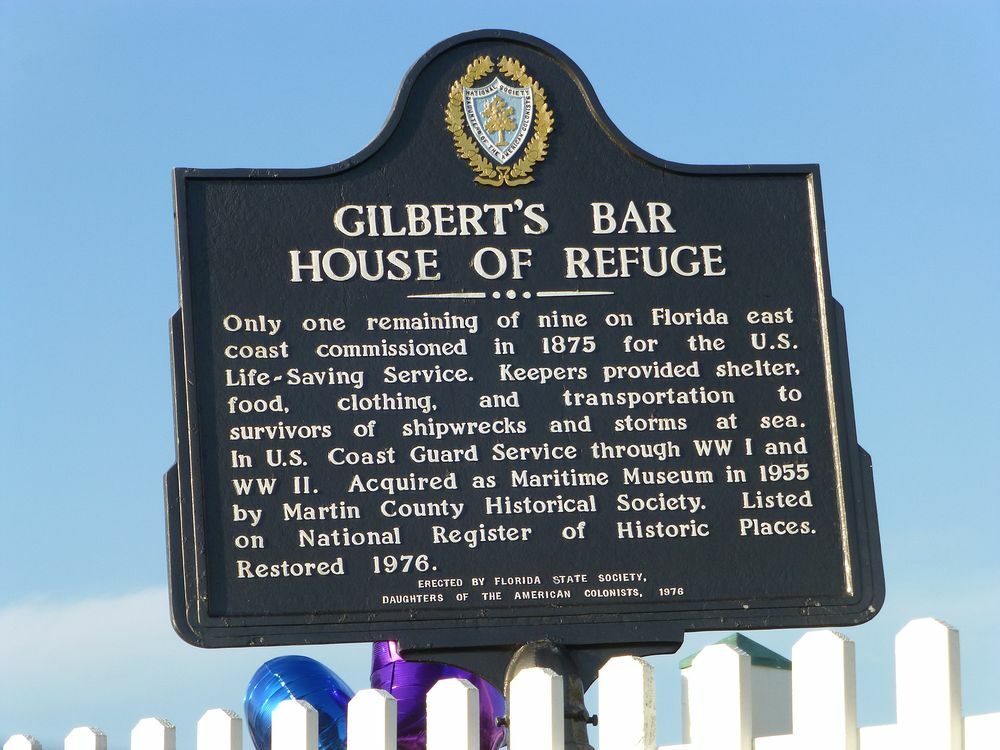 NATIONAL SOCIETY
DAUGHTERS OF THE AMERICAN COLONISTS
GILBERT'S BAR
HOUSE OF REFUGE
Only one remaining of nine on Florida east
coast commissioned in 1875 for the U.S.
Life-Saving Service. Keepers provided shelter,
food, clothing, and transportation to
survivors of shipwrecks and storms at sea.
In U.S. Coast Guard Service through WW I and
WW II. Acquired as Maritime Museum in 1955
by Martin County Historical Society. Listed
on National Register of Historic Places.
Restored 1976.
ERECTED BY FLORIDA STATE SOCIETY,
DAUGHTERS OF THE AMERICAN COLONISTS, 1976